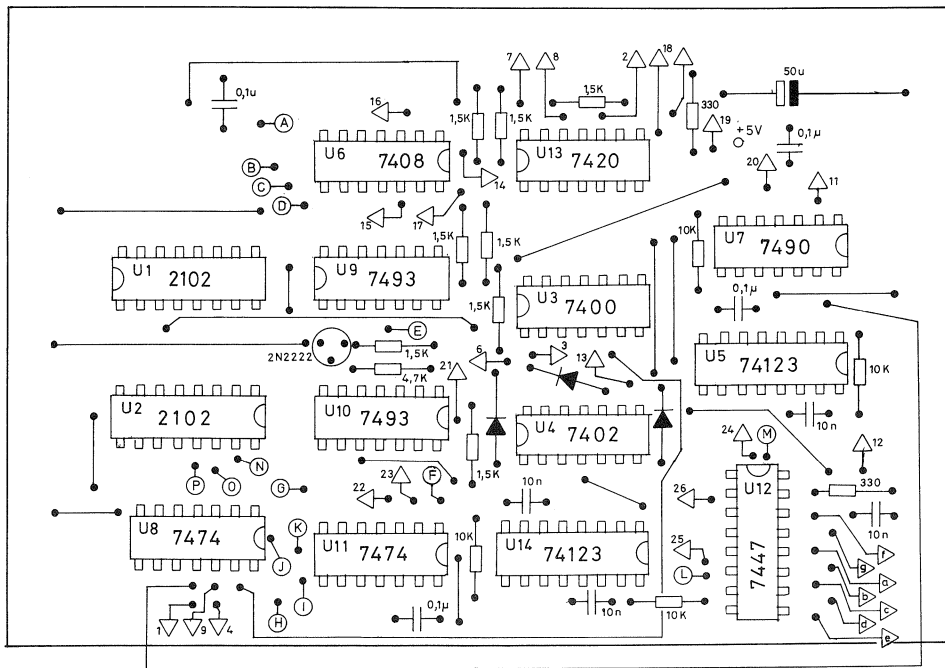 7 8 2 18
50u
0,1u
16
1,5K
330
19
A
1,5K 1,5K
+5V
0,1µ
U6 7408
U13 7420
20
B
C
14
11
D
15 17
1,5K 1,5K
10K
U7 7490
U1 2102
U9 7493
U3 7400
0,1µ
1,5K
E
2N2222
1,5K
6
3
13
U5 74123
4,7K
21
10K
U2 2102
U10 7493
U4 7402
10n
24
M
12
N
P O
1,5K
23 F
G
22
10n
26
U12 7447
330
10n
U8 7474
K
J
U11 7474
10K
U14 74123
25
L
f
g
a
b
c
d
e
I
H
1 9 4
0,1µ
10n
10K